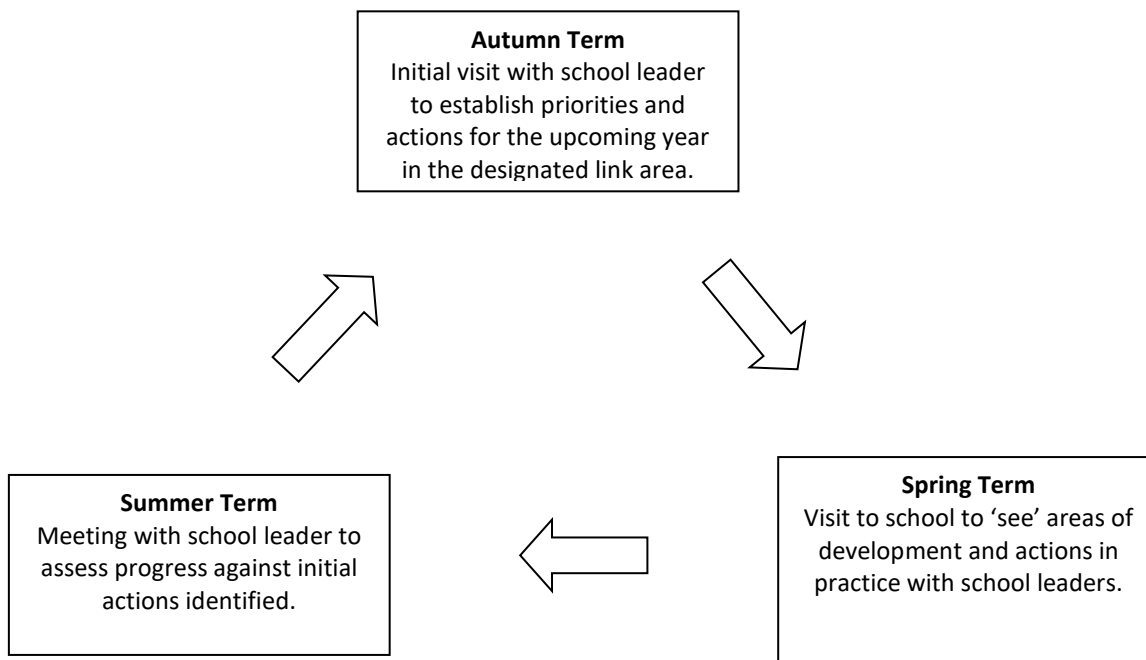 Autumn Term
Initial visit with school leader
to establish priorities and
actions for the upcoming year
in the designated link area.
Summer Term
Meeting with school leader to
assess progress against initial
actions identified.
Spring Term
Visit to school to ‘see’ areas of
development and actions in
practice with school leaders.